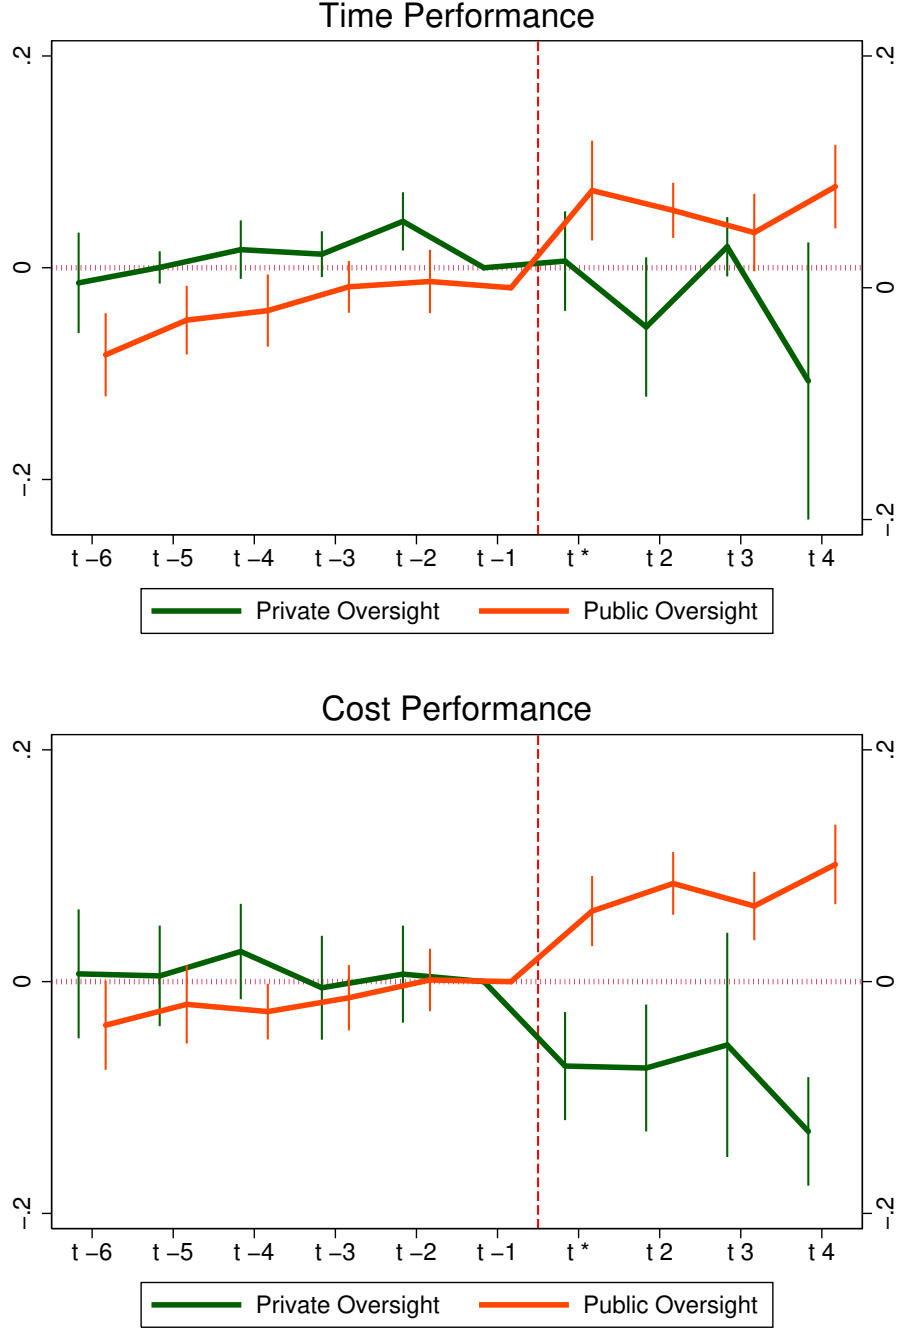 Time Performance
.2 .2
0 0
−.2 −.2
t −6 t −5 t −4 t −3 t −2 t −1 t * t 2 t 3 t 4
Private Oversight Public Oversight
Cost Performance
.2 .2
0 0
−.2 −.2
t −6 t −5 t −4 t −3 t −2 t −1 t * t 2 t 3 t 4
Private Oversight Public Oversight